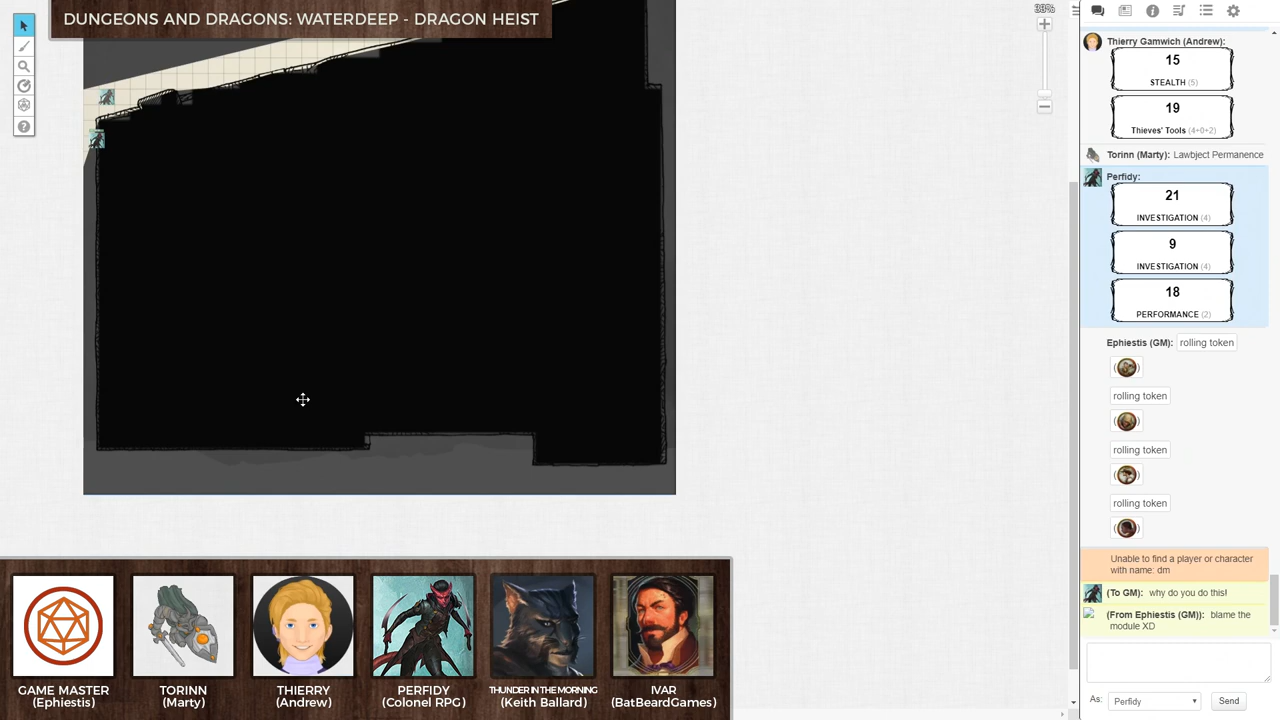 DUNGEONS AND DRAGONS: WATERDEEP - DRAGON HEIST
33%
Thierry Gamwich (Andrew):
15
STEALTH (5)
19
Thieves' Tools (4+0+2)
Torinn (Marty): Lawbject Permanence
Perfidy:
21
INVESTIGATION (4)
9
INVESTIGATION (4)
18
PERFORMANCE (2)
Ephiestis (GM): rolling token
rolling token
rolling token
rolling token
Unable to find a player or character
with name: dm
(To GM): why do you do this!
(From Ephiestis (GM)): blame the
module XD
As: Perfidy Send
GAME MASTER
(Ephiestis)
TORINN
(Marty)
THIERRY
(Andrew)
PERFIDY
(Colonel RPG)
THUNDER IN THE MORNING
(Keith Ballard)
IVAR
(BatBeardGames)